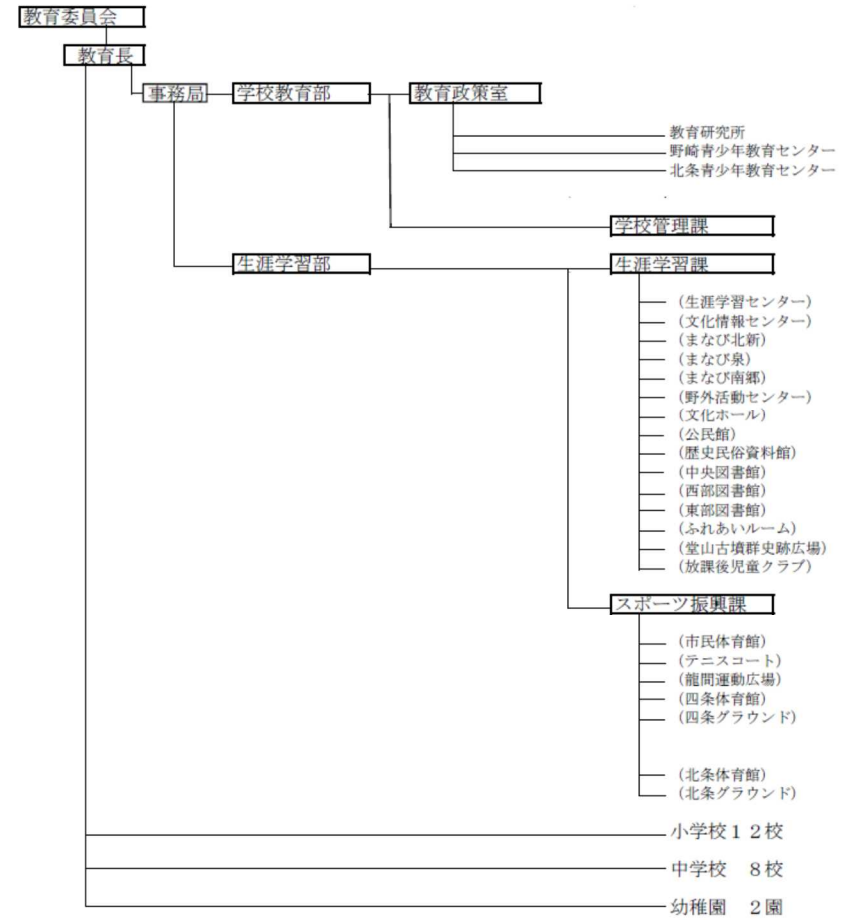 教育委員会
教育長
事務局 学校教育部 教育政策室
教育研究所
野崎青少年教育センター
北条青少年教育センター
学校管理課
生涯学習部 生涯学習課
（生涯学習センター）
（文化情報センター）
（まなび北新）
（まなび泉）
（まなび南郷）
（野外活動センター）
（文化ホール）
（公民館）
（歴史民俗資料館）
（中央図書館）
（西部図書館）
（東部図書館）
（ふれあいルーム）
（堂山古墳群史跡広場）
（放課後児童クラブ）
スポーツ振興課
（市民体育館）
（テニスコート）
（龍間運動広場）
（四条体育館）
（四条グラウンド）
（北条体育館）
（北条グラウンド）
小学校１２校
中学校　８校
幼稚園　２園